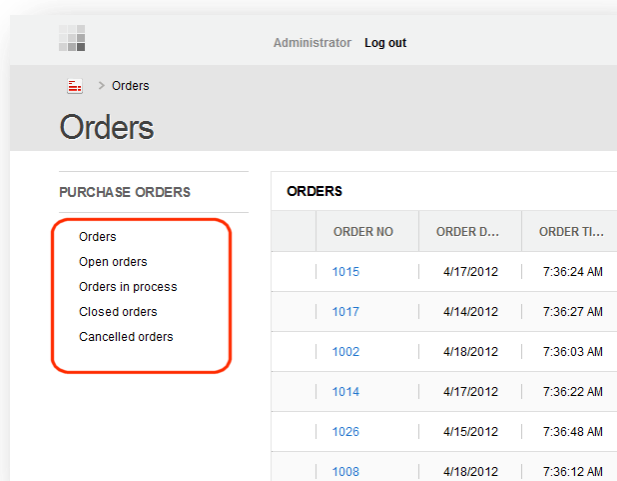 Administrator Log out
> Orders
Orders
PURCHASE ORDERS
Orders
Open orders
Orders in process
Closed orders
Cancelled orders
ORDERS
ORDER NO ORDER D... ORDER TI...
1015 4/17/2012 7:36:24 AM
1017 4/14/2012 7:36:27 AM
1002 4/18/2012 7:36:03 AM
1014 4/17/2012 7:36:22 AM
1026 4/15/2012 7:36:48 AM
1008 4/18/2012 7:36:12 AM